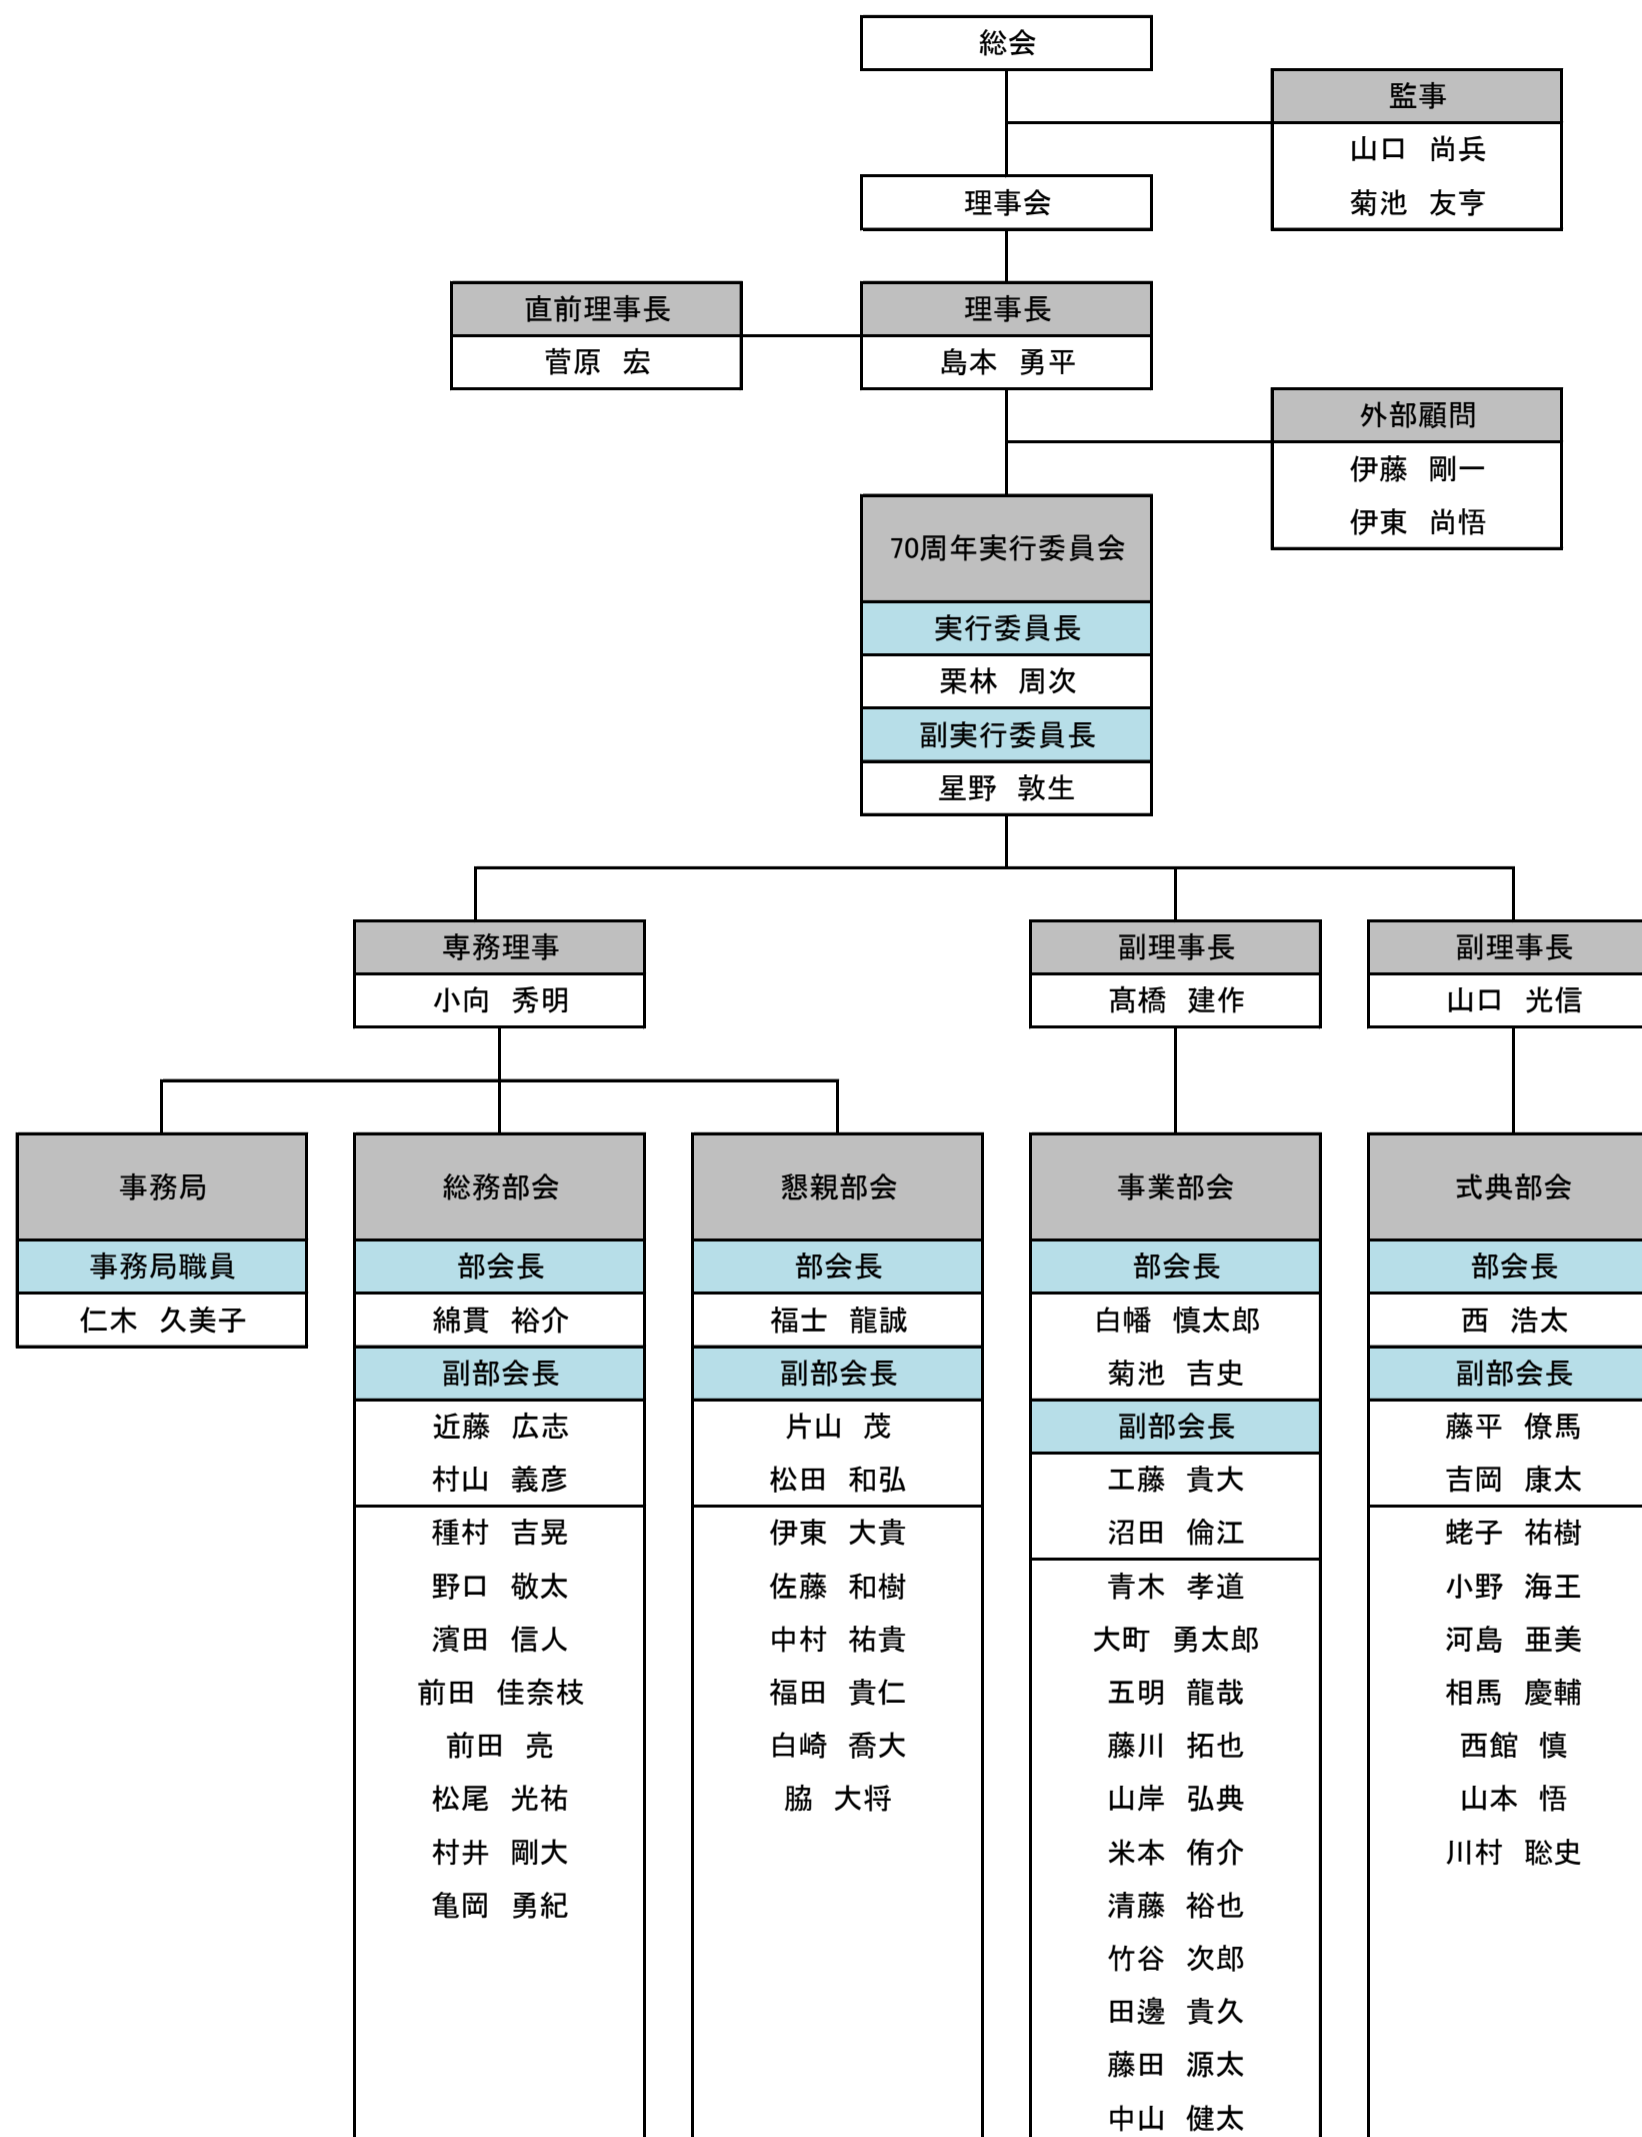 総会
監事
山口 尚兵
菊池 友亨
理事会
直前理事長
菅原 宏
理事長
島本 勇平
外部顧問
伊藤 剛一
伊東 尚悟
70周年実行委員会
実行委員長
栗林 周次
副実行委員長
星野 敦生
専務理事
小向 秀明
副理事長
髙橋 建作
副理事長
山口 光信
事務局
事務局職員
仁木 久美子
総務部会
部会長
綿貫 裕介
副部会長
近藤 広志
村山 義彦
種村 吉晃
野口 敬太
濱田 信人
前田 佳奈枝
前田 亮
松尾 光祐
村井 剛大
亀岡 勇紀
懇親部会
部会長
福士 龍誠
副部会長
片山 茂
松田 和弘
伊東 大貴
佐藤 和樹
中村 祐貴
福田 貴仁
白崎 喬大
脇 大将
事業部会
部会長
白幡 慎太郎
菊池 吉史
副部会長
工藤 貴大
沼田 倫江
青木 孝道
大町 勇太郎
五明 龍哉
藤川 拓也
山岸 弘典
米本 侑介
清藤 裕也
竹谷 次郎
田邊 貴久
藤田 源太
中山 健太
式典部会
部会長
西 浩太
副部会長
藤平 僚馬
吉岡 康太
蛯子 祐樹
小野 海王
河島 亜美
相馬 慶輔
西館 慎
山本 悟
川村 聡史